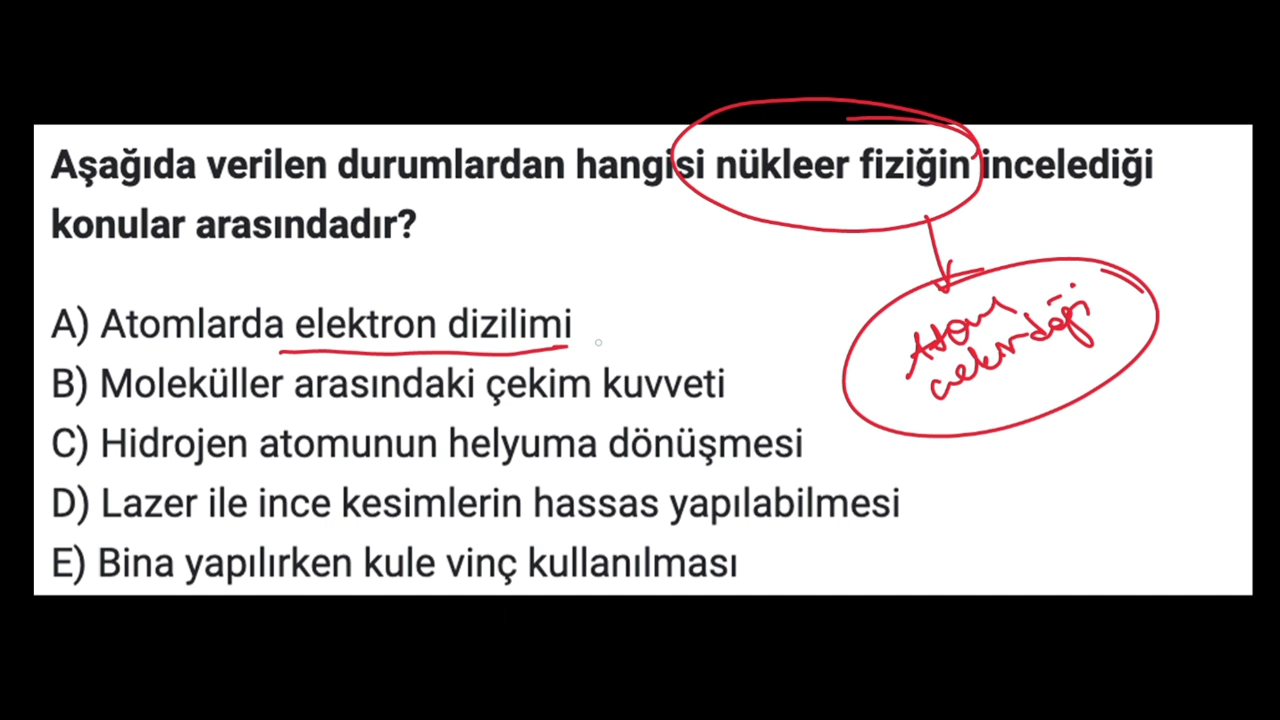 Aşağıda verilen durumlardan hangisi nükleer fiziğin incelediği
konular arasındadır?
Atom
çekirdeği
A) Atomlarda elektron dizilimi
B) Moleküller arasındaki çekim kuvveti
C) Hidrojen atomunun helyuma dönüşmesi
D) Lazer ile ince kesimlerin hassas yapılabilmesi
E) Bina yapılırken kule vinç kullanılması